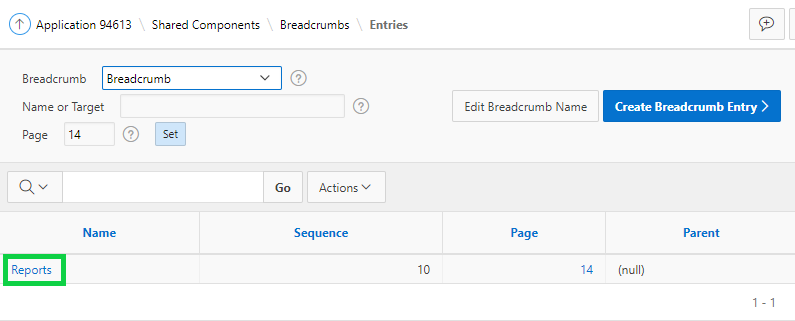 Application 94613 \ Shared Components \ Breadcrumbs \ Entries
Breadcrumb Breadcrumb ?
Name or Target ?
Edit Breadcrumb Name Create Breadcrumb Entry >
Page 14 ? Set
Go Actions
Name Sequence Page Parent
Reports 10 14 (null)
1 - 1